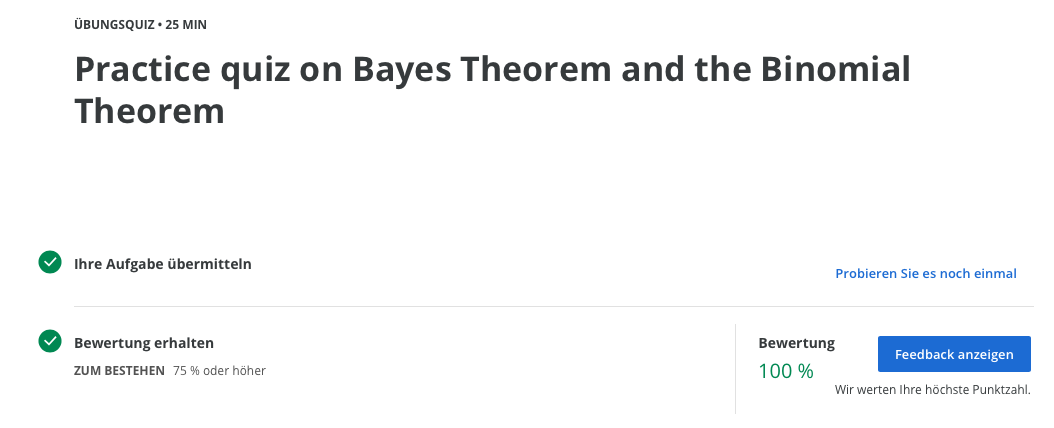 ÜBUNGSQUIZ • 25 MIN
Practice quiz on Bayes Theorem and the Binomial
Theorem
Ihre Aufgabe übermitteln
Probieren Sie es noch einmal
Bewertung erhalten
ZUM BESTEHEN 75 % oder höher
Bewertung
100 %
Feedback anzeigen
Wir werten Ihre höchste Punktzahl.